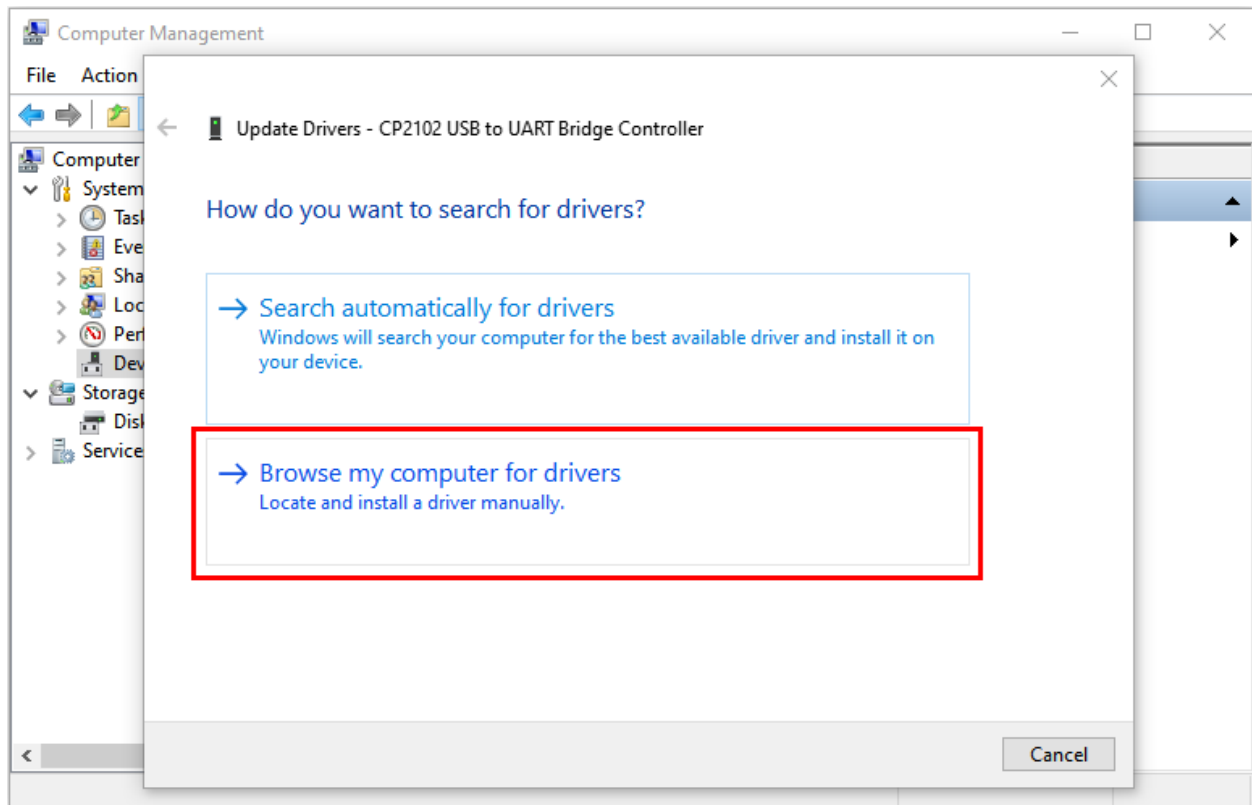 Computer Management
File Action
Update Drivers - CP2102 USB to UART Bridge Controller
Computer
System
How do you want to search for drivers?
Task
Eve
Sha
Loc
Perf
Dev
Storage
Disk
Service
Search automatically for drivers
Windows will search your computer for the best available driver and install it on
your device.
Browse my computer for drivers
Locate and install a driver manually.
Cancel